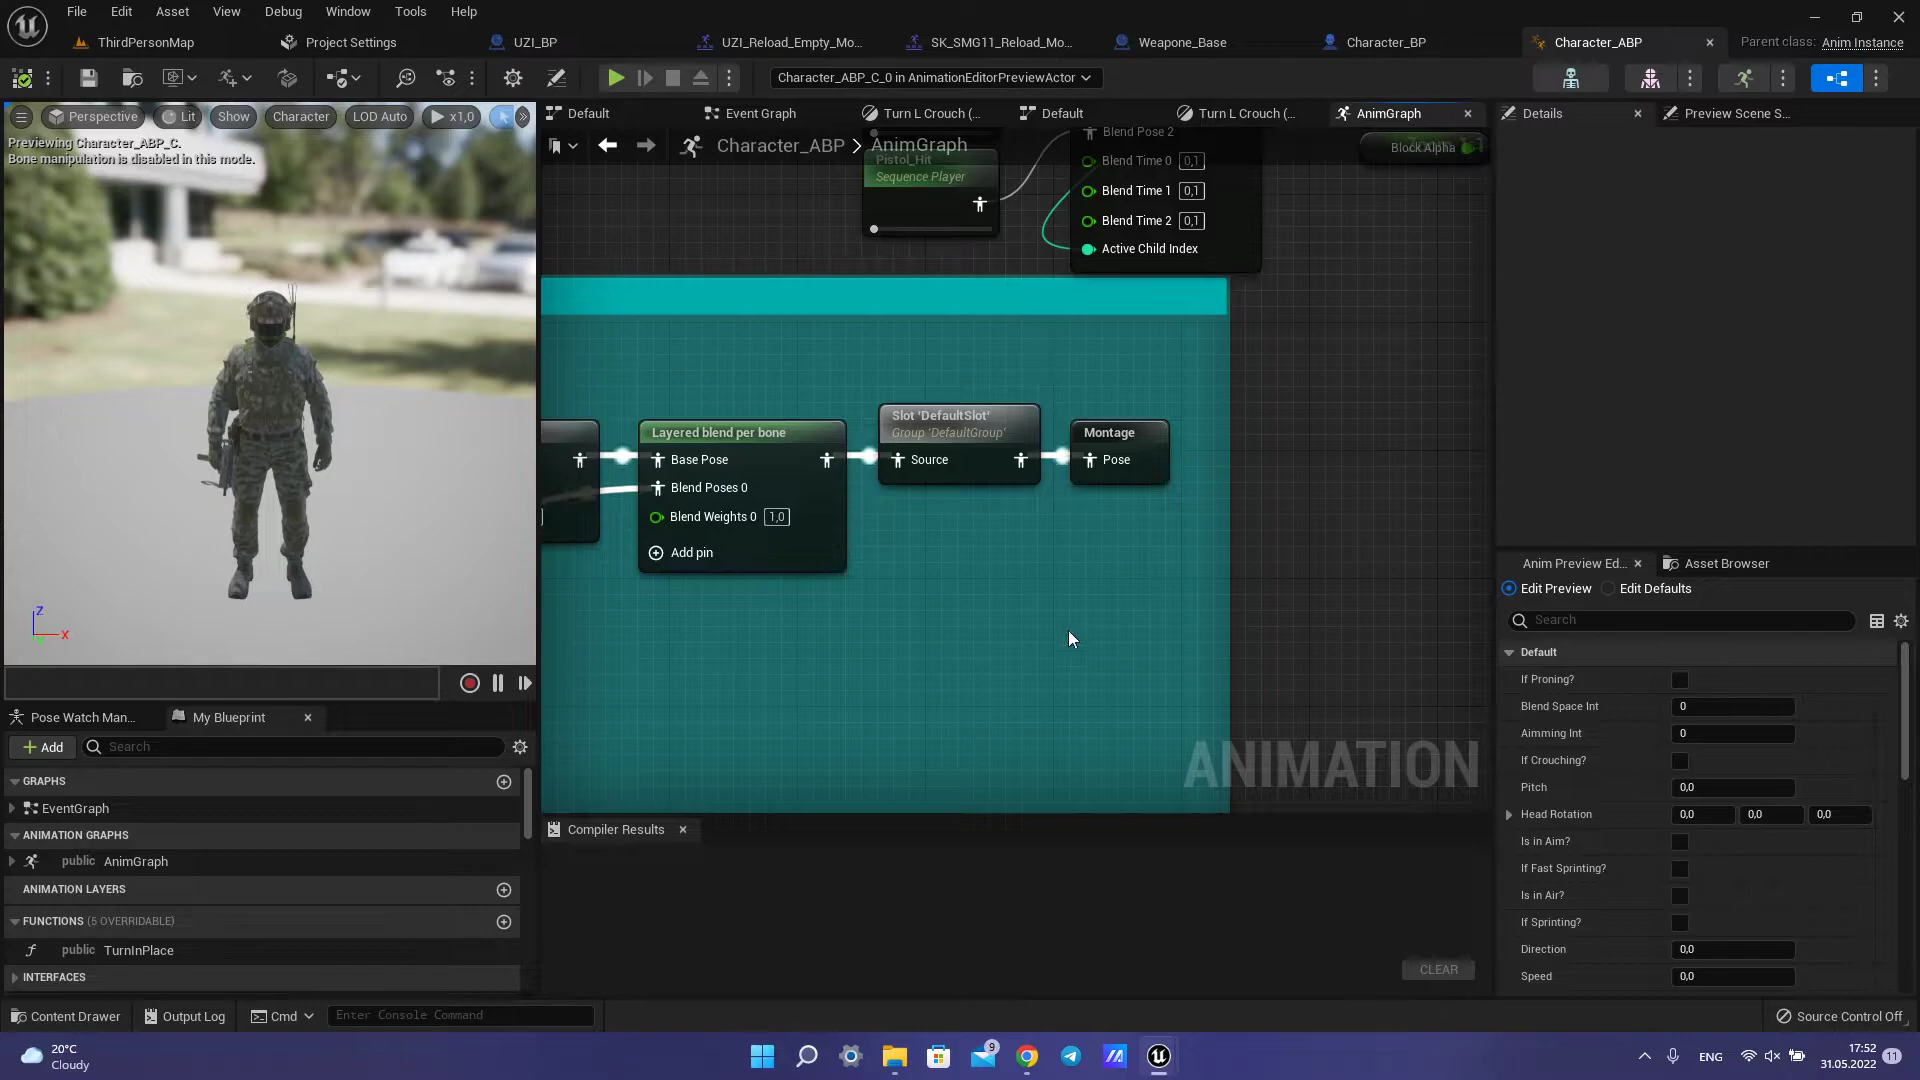 File Edit Asset View Debug Window Tools Help
ThirdPersonMap
Project Settings
UZI_BP
UZI_Reload_Empty_Mo...
SK_SMG11_Reload_Mo...
Weapone_Base
Character_BP
Character_ABP
Parent class: Anim Instance
Character_ABP_C_0 in AnimationEditorPreviewActor
Perspective
Lit
Show
Character
LOD Auto
x1,0
Previewing Character_ABP_C.
Bone manipulation is disabled in this mode.
Default
Event Graph
Turn L Crouch (...
Default
Turn L Crouch (...
AnimGraph
Character_ABP > AnimGraph
Pistol_Hit
Sequence Player
Blend Pose 2
Blend Time 0 0,1
Blend Time 1 0,1
Blend Time 2 0,1
Active Child Index
Block Alpha
Layered blend per bone
Base Pose
Blend Poses 0
Blend Weights 0 1,0
Add pin
Slot 'DefaultSlot'
Group 'DefaultGroup'
Source
Montage
Pose
ANIMATION
Z
X
Pose Watch Man...
My Blueprint
Add
Search
GRAPHS
EventGraph
ANIMATION GRAPHS
public AnimGraph
ANIMATION LAYERS
FUNCTIONS (5 OVERRIDABLE)
public TurnInPlace
INTERFACES
Compiler Results
CLEAR
Details
Preview Scene S...
Anim Preview Ed...
Asset Browser
Edit Preview
Edit Defaults
Search
Default
If Proning?
Blend Space Int 0
Aimming Int 0
If Crouching?
Pitch 0,0
Head Rotation 0,0 0,0 0,0
Is in Aim?
If Fast Sprinting?
Is in Air?
If Sprinting?
Direction 0,0
Speed 0,0
Content Drawer
Output Log
Cmd
Enter Console Command
Source Control Off
20°C
Cloudy
9
ENG
17:52
31.05.2022
11